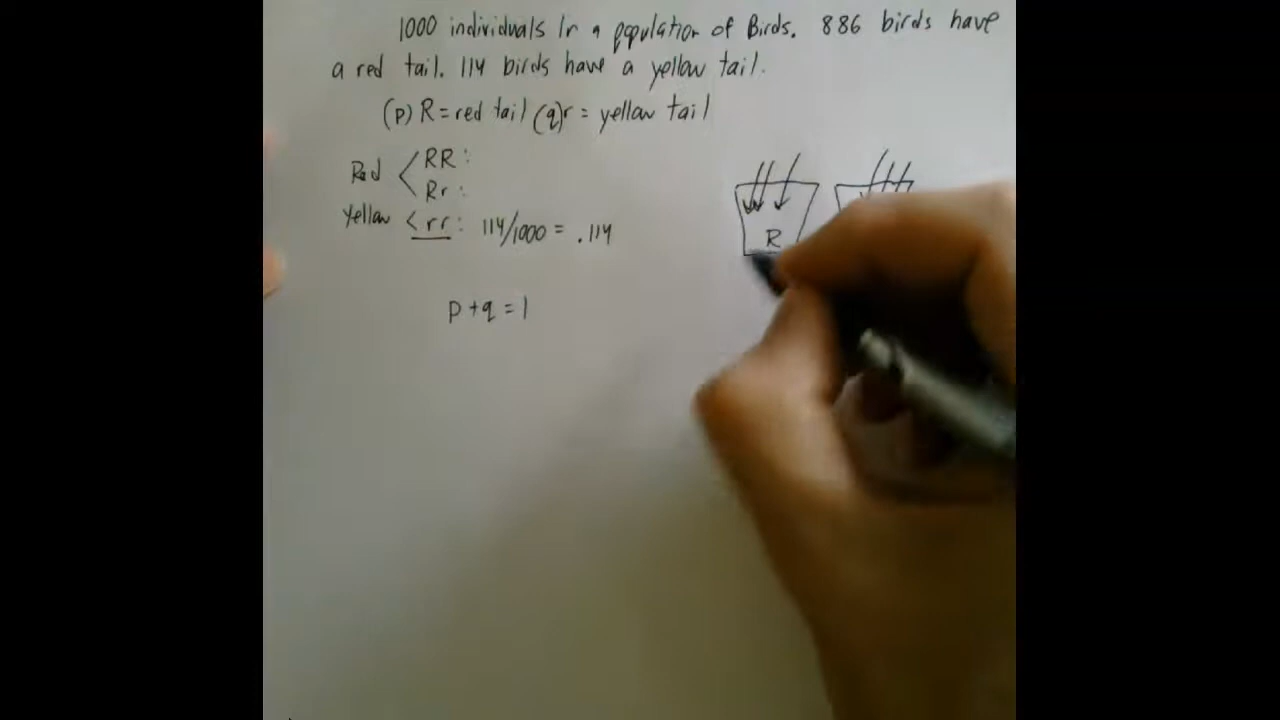 1000 individuals in a population of Birds. 886 birds have
a red tail. 114 birds have a yellow tail.
(p) R = red tail (q) r = yellow tail
Red < RR :
Rr :
Yellow < rr : 114/1000 = .114
R
p + q = 1